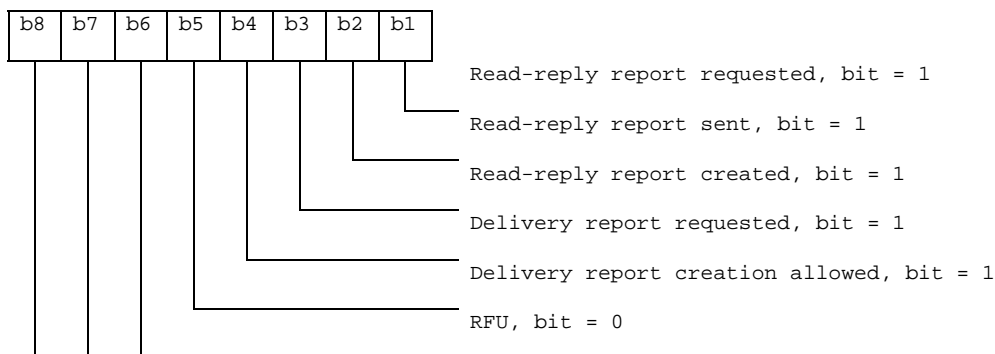 b8 b7 b6 b5 b4 b3 b2 b1
Read-reply report requested, bit = 1
Read-reply report sent, bit = 1
Read-reply report created, bit = 1
Delivery report requested, bit = 1
Delivery report creation allowed, bit = 1
RFU, bit = 0